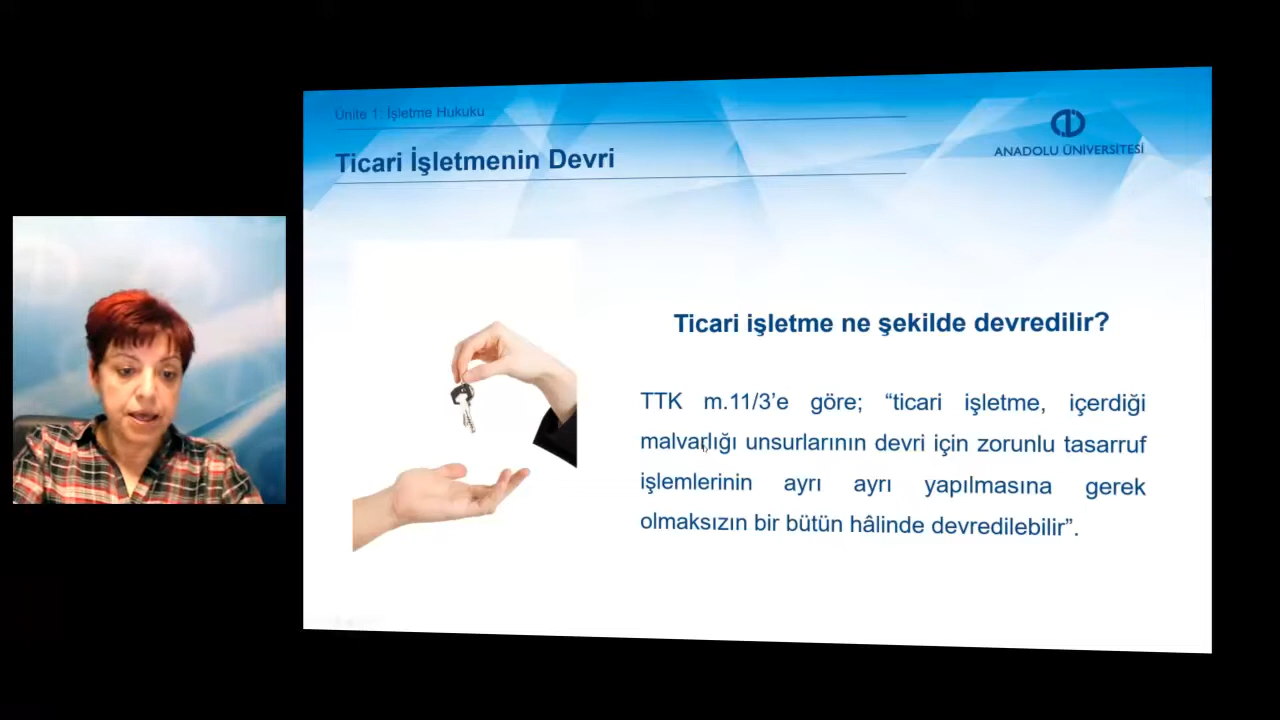 Ünite 1: İşletme Hukuku
Ticari İşletmenin Devri
ANADOLU ÜNİVERSİTESİ
Ticari işletme ne şekilde devredilir?
TTK m.11/3’e göre; “ticari işletme, içerdiği
malvarlığı unsurlarının devri için zorunlu tasarruf
işlemlerinin ayrı ayrı yapılmasına gerek
olmaksızın bir bütün hâlinde devredilebilir”.